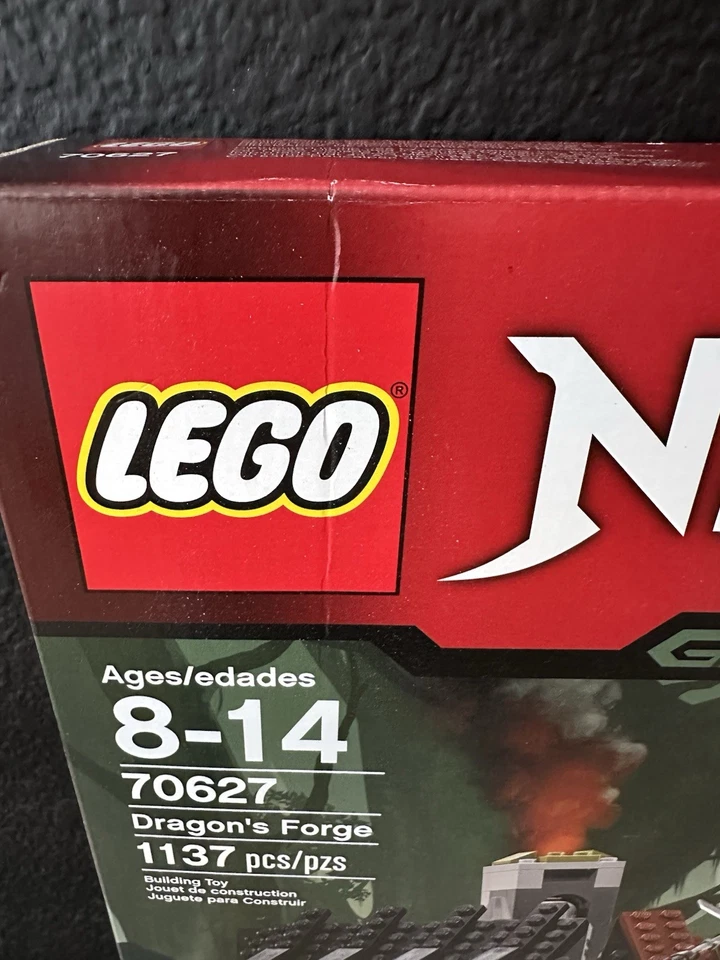 LEGO
70627
LEGO®
N
Ages/edades
8-14
70627
Dragon's Forge
1137 pcs/pzs
Building Toy
Jouet de construction
Juguete para Construir